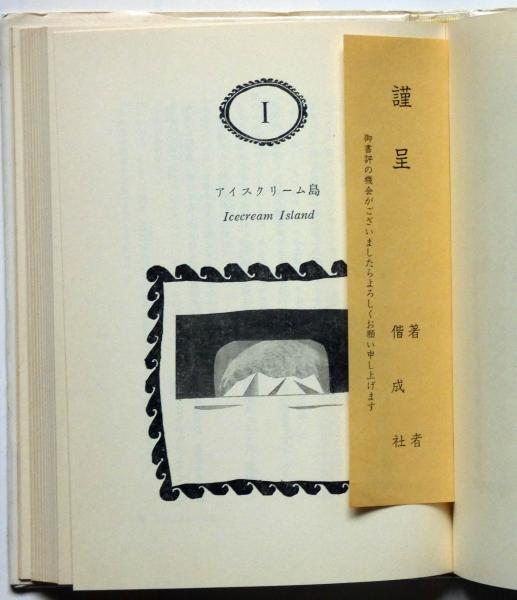 I
アイスクリーム島
Icecream Island
謹呈
御書評の機会がございましたらよろしくお願い申し上げます
著者
偕成社